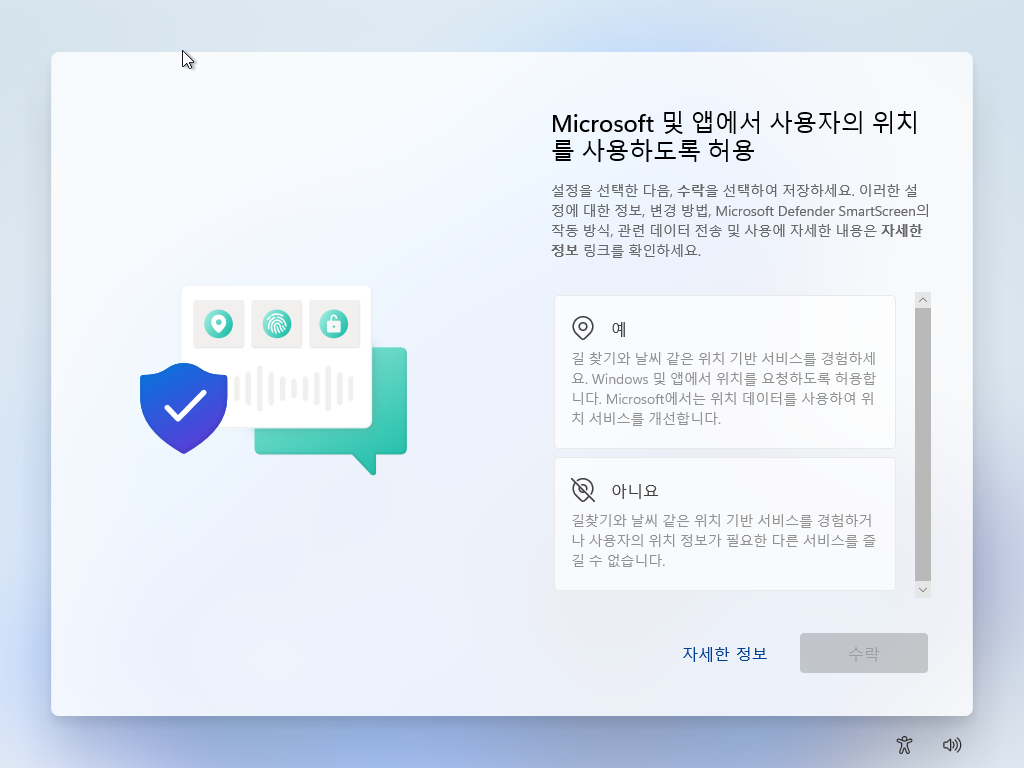 Microsoft 및 앱에서 사용자의 위치
를 사용하도록 허용
설정을 선택한 다음, 수락을 선택하여 저장하세요. 이러한 설
정에 대한 정보, 변경 방법, Microsoft Defender SmartScreen의
작동 방식, 관련 데이터 전송 및 사용에 자세한 내용은 자세한
정보 링크를 확인하세요.
예
길 찾기와 날씨 같은 위치 기반 서비스를 경험하세
요. Windows 및 앱에서 위치를 요청하도록 허용합
니다. Microsoft에서는 위치 데이터를 사용하여 위
치 서비스를 개선합니다.
아니요
길찾기와 날씨 같은 위치 기반 서비스를 경험하거
나 사용자의 위치 정보가 필요한 다른 서비스를 즐
길 수 없습니다.
자세한 정보
수락